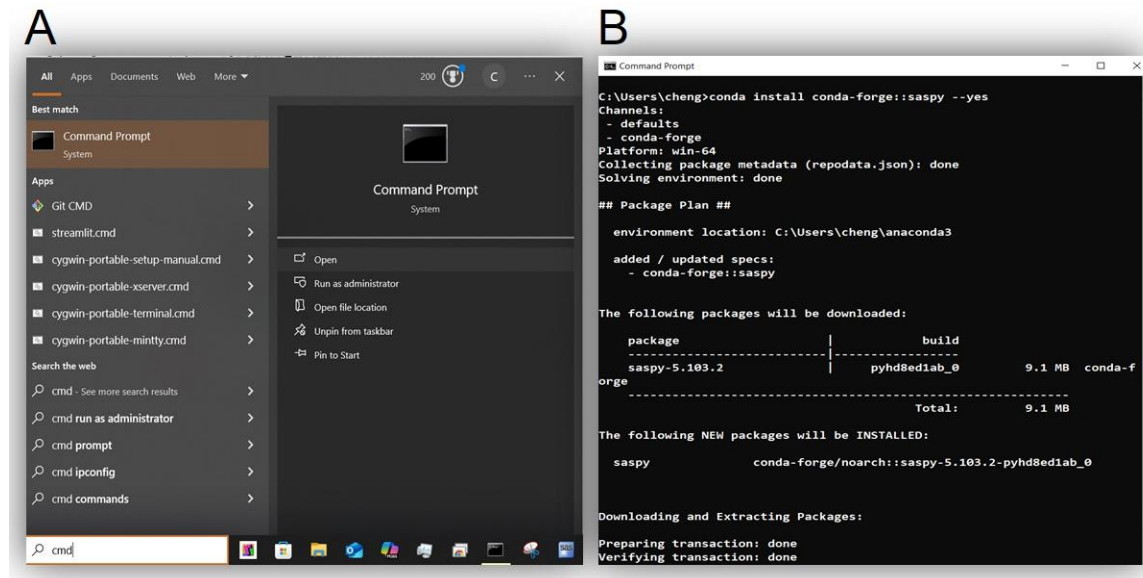 A
All Apps Documents Web More 200 C ... ×
Best match
Command Prompt
System
Apps
Git CMD
streamlit.cmd
cygwin-portable-setup-manual.cmd
cygwin-portable-xserver.cmd
cygwin-portable-terminal.cmd
cygwin-portable-mintty.cmd
Search the web
cmd - See more search results
cmd run as administrator
cmd prompt
cmd ipconfig
cmd commands
cmd
Command Prompt
System
Open
Run as administrator
Open file location
Unpin from taskbar
Pin to Start
B
Command Prompt
C:\Users\cheng>conda install conda-forge::saspy --yes
Channels:
- defaults
- conda-forge
Platform: win-64
Collecting package metadata (repodata.json): done
Solving environment: done
## Package Plan ##
environment location: C:\Users\cheng\anaconda3
added / updated specs:
- conda-forge::saspy
The following packages will be downloaded:
package | build
---------------------------|-----------------
saspy-5.103.2 | pyhd8ed1ab_0 9.1 MB conda-f
orge
------------------------------------------------------------
Total: 9.1 MB
The following NEW packages will be INSTALLED:
saspy conda-forge/noarch::saspy-5.103.2-pyhd8ed1ab_0
Downloading and Extracting Packages:
Preparing transaction: done
Verifying transaction: done